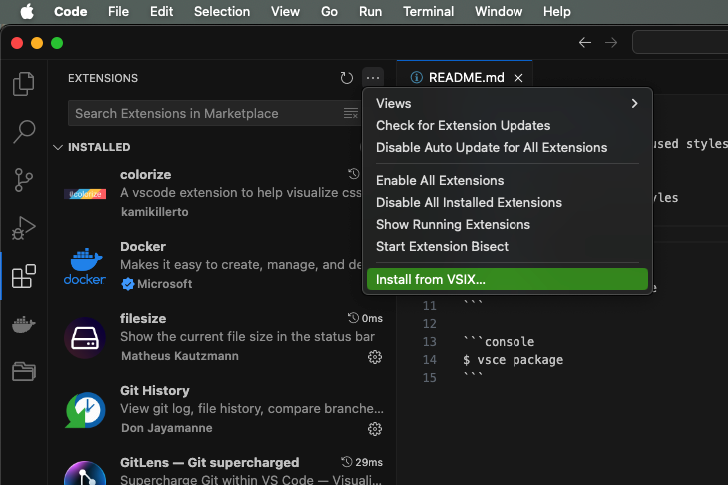 Code File Edit Selection View Go Run Terminal Window Help
EXTENSIONS
Search Extensions in Marketplace
INSTALLED
#colorize
colorize
A vscode extension to help visualize css
kamikillerto
docker
Docker
Makes it easy to create, manage, and de
Microsoft
filesize 0ms
Show the current file size in the status bar
Matheus Kautzmann
Git History
View git log, file history, compare branche...
Don Jayamanne
GitLens — Git supercharged 29ms
Supercharge Git within VS Code — Visuali...
README.md
Views
Check for Extension Updates
Disable Auto Update for All Extensions
Enable All Extensions
Disable All Installed Extensions
Show Running Extensions
Start Extension Bisect
Install from VSIX...
used styles
11 ```
12
13 ```console
14 $ vsce package
15 ```